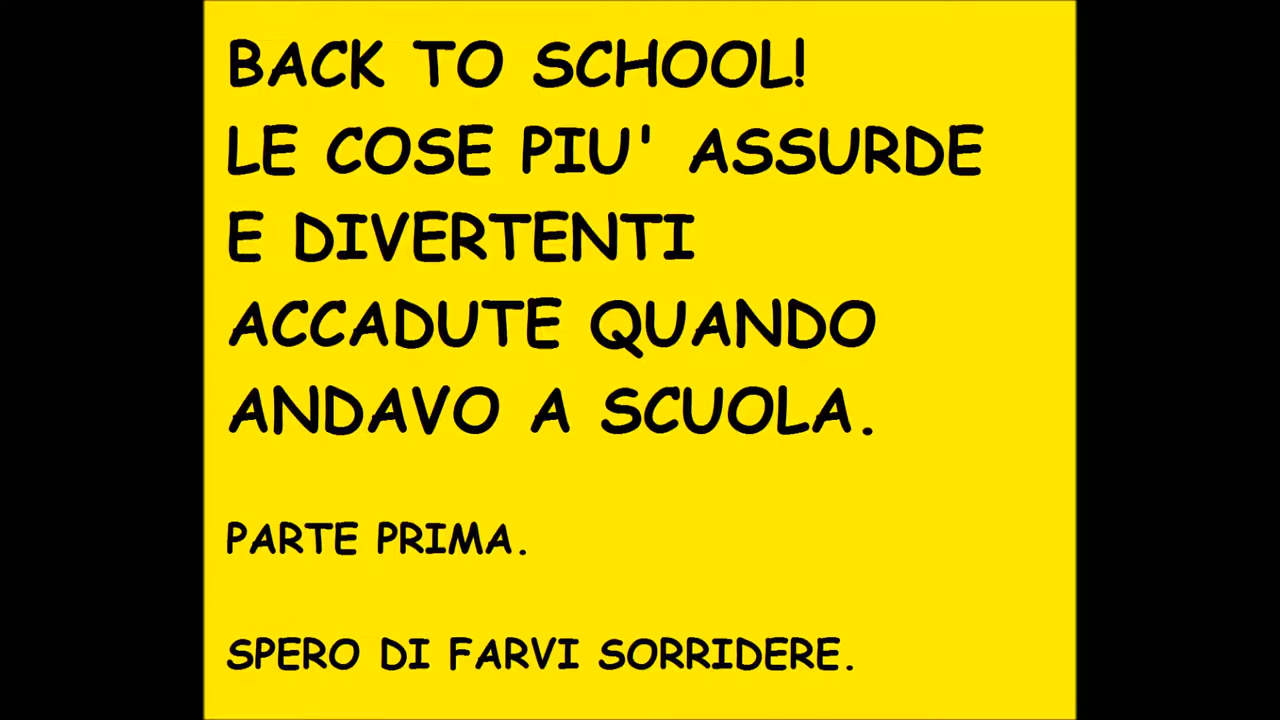 BACK TO SCHOOL!
LE COSE PIU' ASSURDE
E DIVERTENTI
ACCADUTE QUANDO
ANDAVO A SCUOLA.
PARTE PRIMA.
SPERO DI FARVI SORRIDERE.